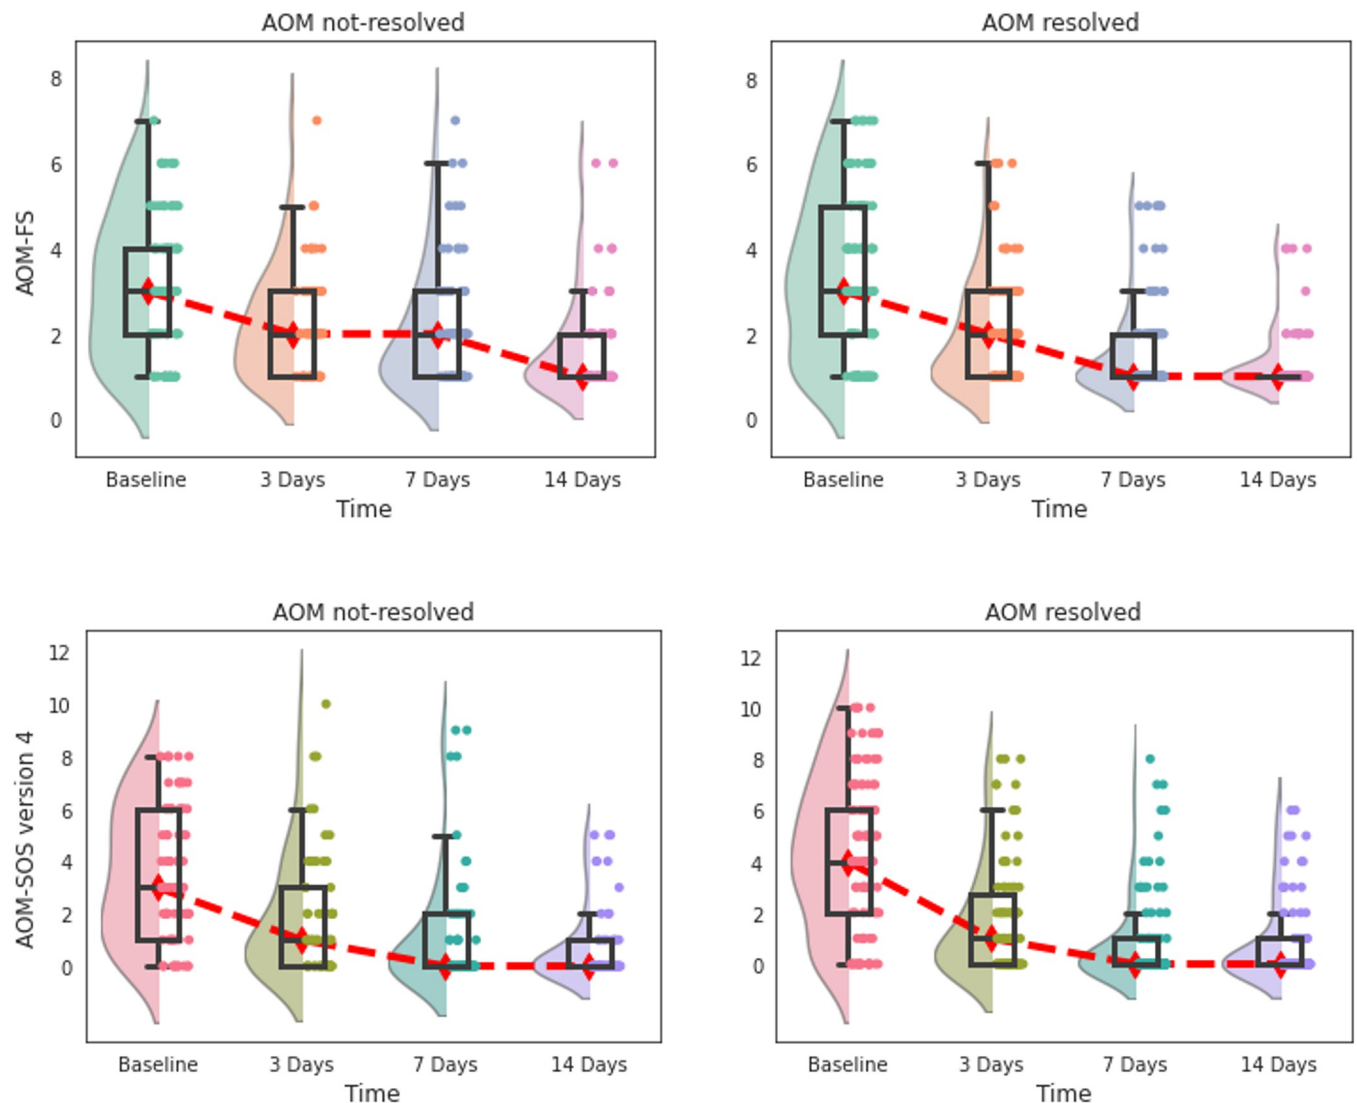 AOM not-resolved
AOM resolved
8
6
4
2
0
AOM-FS
Baseline
3 Days
7 Days
14 Days
Time
8
6
4
2
0
Baseline
3 Days
7 Days
14 Days
Time
AOM not-resolved
AOM resolved
12
10
8
6
4
2
0
AOM-SOS version 4
Baseline
3 Days
7 Days
14 Days
Time
12
10
8
6
4
2
0
Baseline
3 Days
7 Days
14 Days
Time